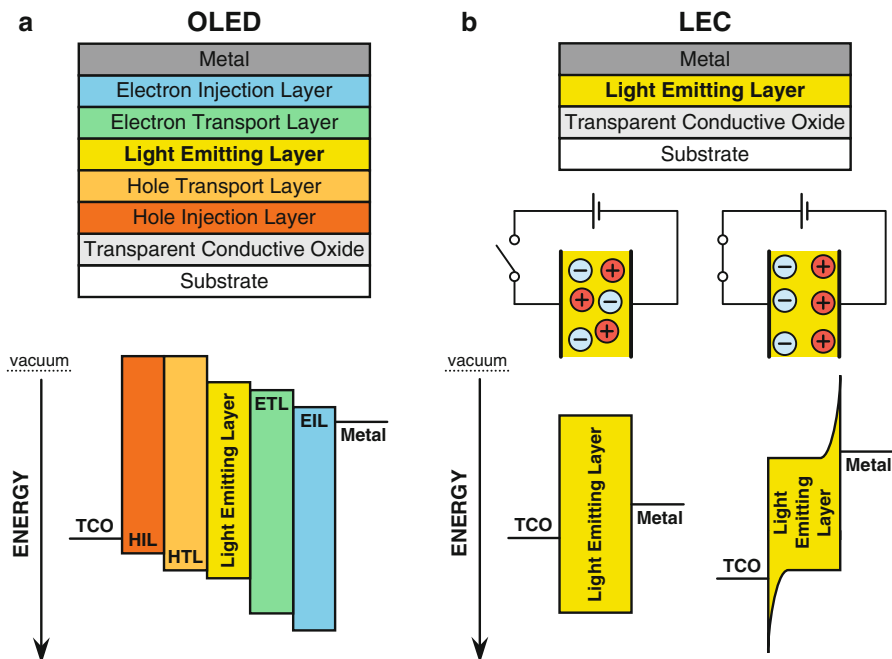 a
OLED
Metal
Electron Injection Layer
Electron Transport Layer
Light Emitting Layer
Hole Transport Layer
Hole Injection Layer
Transparent Conductive Oxide
Substrate
vacuum
ENERGY
TCO
HIL
HTL
Light Emitting Layer
ETL
EIL
Metal
b
LEC
Metal
Light Emitting Layer
Transparent Conductive Oxide
Substrate
− +
+ −
− +
− +
− +
− +
vacuum
ENERGY
TCO
Light Emitting Layer
Metal
TCO
Light
Emitting
Layer
Metal